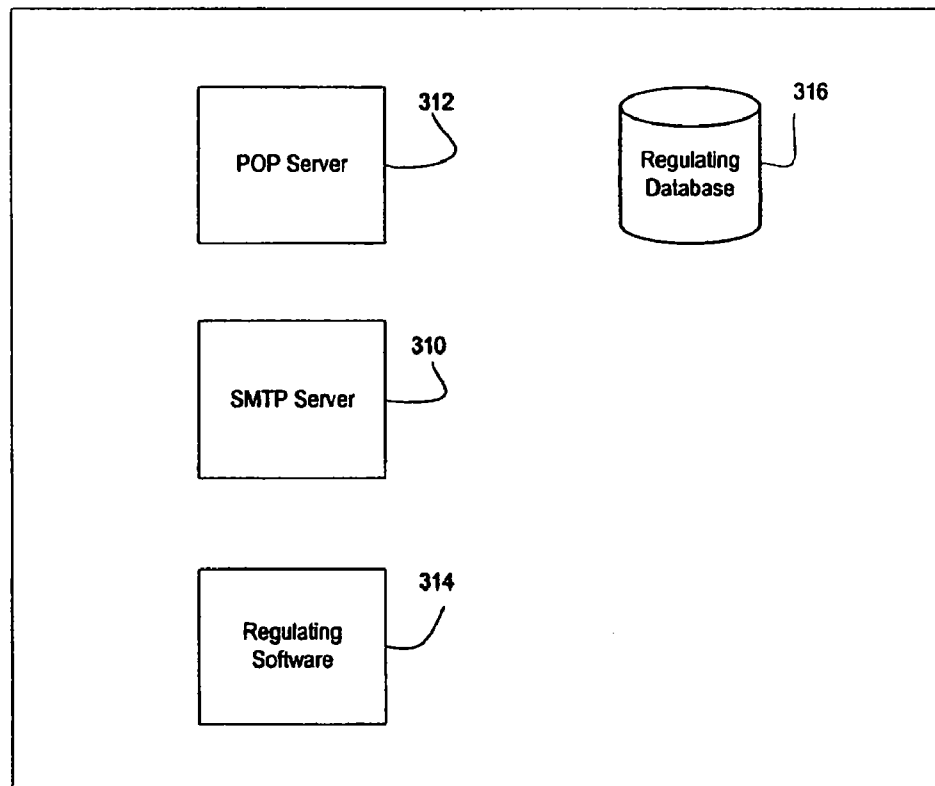 312
POP Server
316
Regulating
Database
310
SMTP Server
314
Regulating
Software